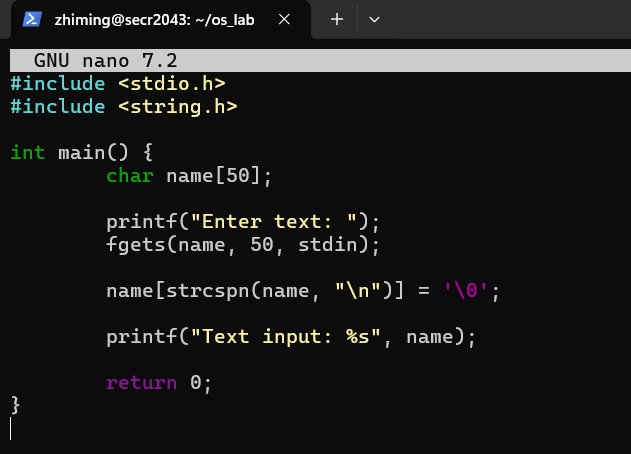 zhiming@secr2043: ~/os_lab
GNU nano 7.2
#include <stdio.h>
#include <string.h>
int main() {
char name[50];
printf("Enter text: ");
fgets(name, 50, stdin);
name[strcspn(name, "\n")] = '\0';
printf("Text input: %s", name);
return 0;
}